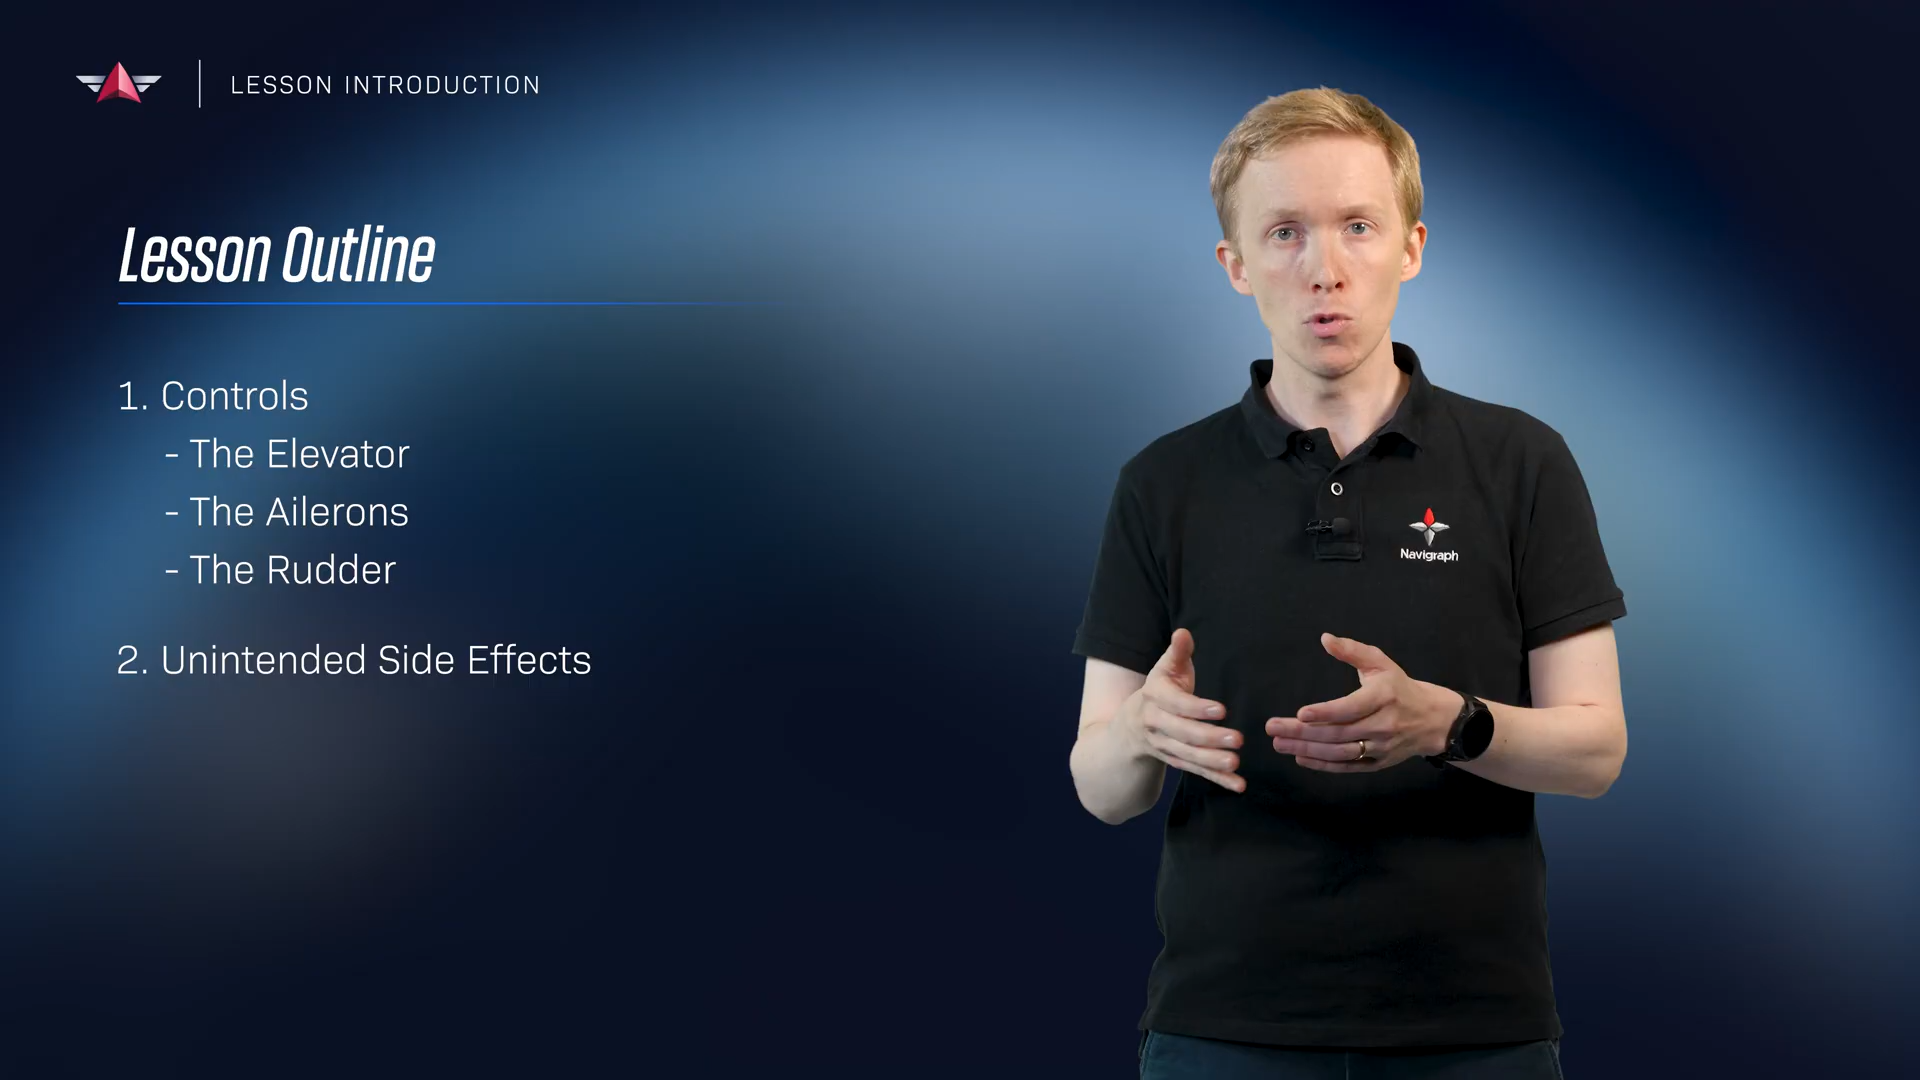 LESSON INTRODUCTION
Lesson Outline
1. Controls
- The Elevator
- The Ailerons
- The Rudder
2. Unintended Side Effects
Navigraph